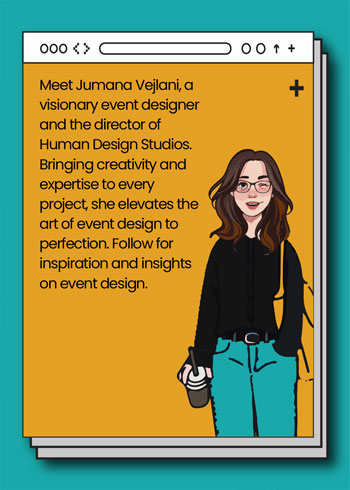 Meet Jumana Vejlani, a
visionary event designer
and the director of
Human Design Studios.
Bringing creativity and
expertise to every
project, she elevates the
art of event design to
perfection. Follow for
inspiration and insights
on event design.